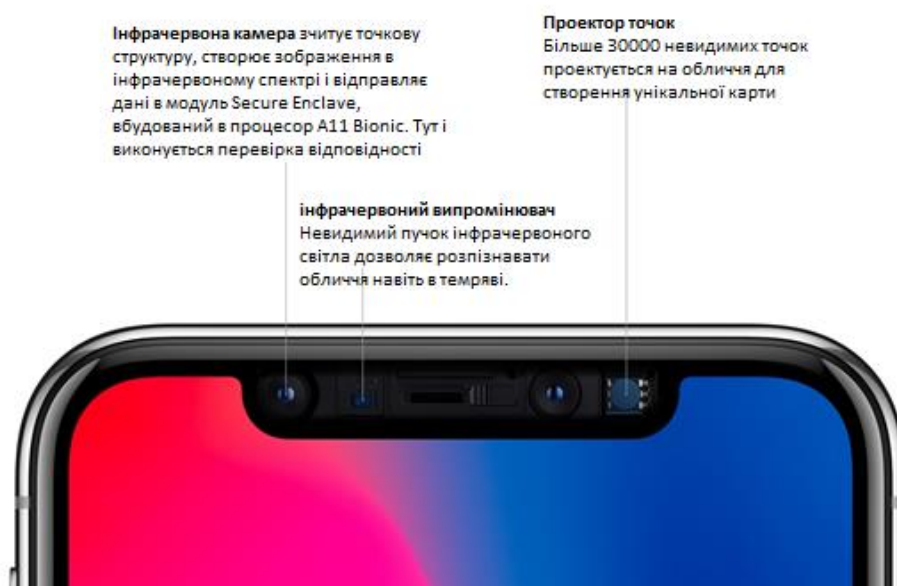 Інфрачервона камера зчитує точкову
структуру, створює зображення в
інфрачервоному спектрі і відправляє
дані в модуль Secure Enclave,
вбудований в процесор A11 Bionic. Тут і
виконується перевірка відповідності
Проектор точок
Більше 30000 невидимих точок
проектується на обличчя для
створення унікальної карти
інфрачервоний випромінювач
Невидимий пучок інфрачервоного
світла дозволяє розпізнавати
обличчя навіть в темряві.